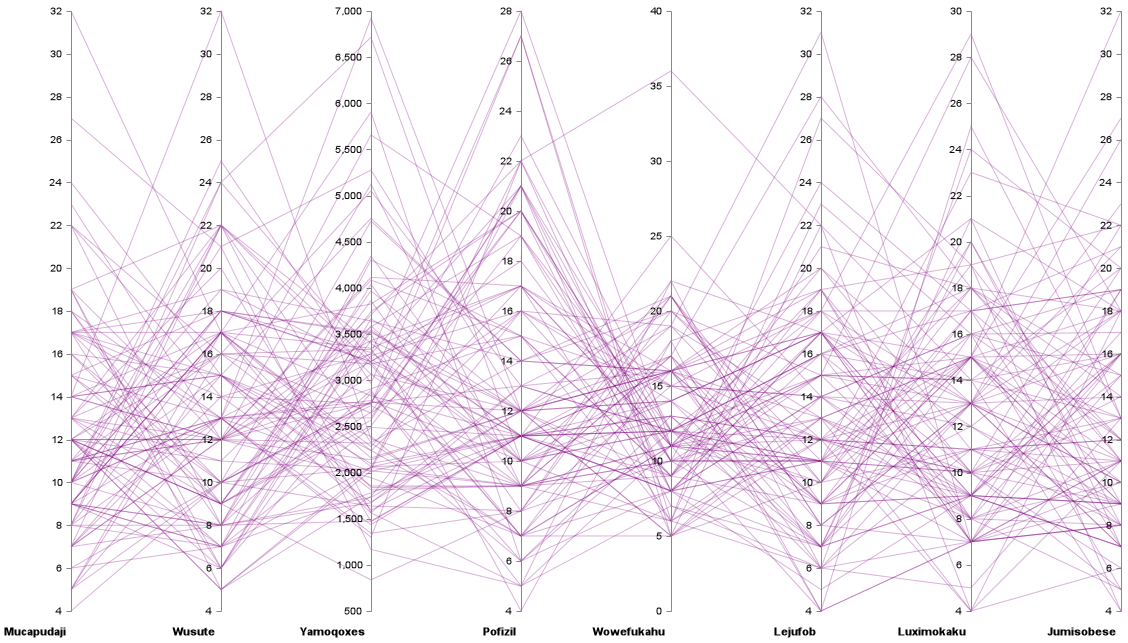 32 32 7,000 28 40 32 30 32
30 30 6,500 26 35 30 28 30
28 28 6,000 24 30 28 26 28
26 26 5,500 22 25 26 24 26
24 24 5,000 20 20 24 22 24
22 22 4,500 18 15 22 20 22
20 20 4,000 16 10 20 18 20
18 18 3,500 14 5 18 16 18
16 16 3,000 12 0 16 14 16
14 14 2,500 10 14 12 14
12 12 2,000 8 12 10 12
10 10 1,500 6 10 8 10
8 8 1,000 4 8 6 8
6 6 500 6 4 6
4 4 4 4
Mucapudaji Wusute Yamoqoxes Pofizil Wowefukahu Lejufob Luximokaku Jumisobese